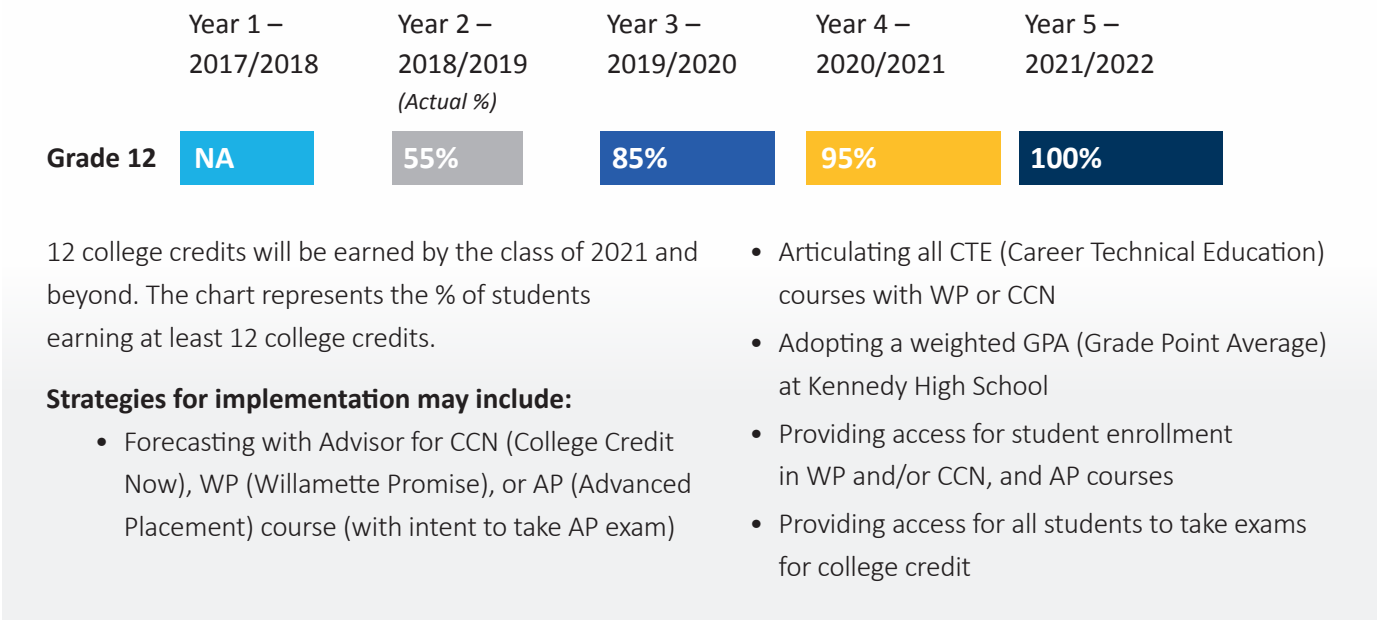 Year 1 –
2017/2018
Year 2 –
2018/2019
(Actual %)
Year 3 –
2019/2020
Year 4 –
2020/2021
Year 5 –
2021/2022
Grade 12
NA
55%
85%
95%
100%
12 college credits will be earned by the class of 2021 and
beyond. The chart represents the % of students
earning at least 12 college credits.
Strategies for implementation may include:
• Forecasting with Advisor for CCN (College Credit
Now), WP (Willamette Promise), or AP (Advanced
Placement) course (with intent to take AP exam)
• Articulating all CTE (Career Technical Education)
courses with WP or CCN
• Adopting a weighted GPA (Grade Point Average)
at Kennedy High School
• Providing access for student enrollment
in WP and/or CCN, and AP courses
• Providing access for all students to take exams
for college credit